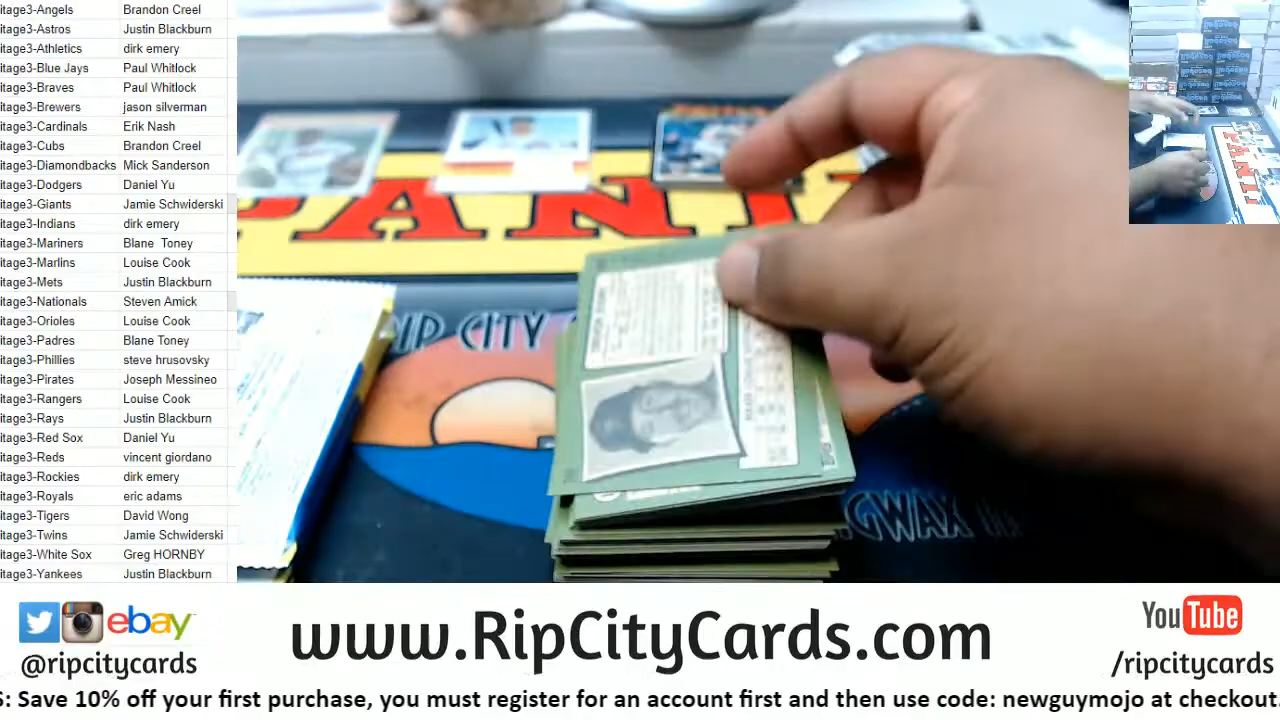 itage3-Angels Brandon Creel
itage3-Astros Justin Blackburn
itage3-Athletics dirk emery
itage3-Blue Jays Paul Whitlock
itage3-Braves Paul Whitlock
itage3-Brewers jason silverman
itage3-Cardinals Erik Nash
itage3-Cubs Brandon Creel
itage3-Diamondbacks Mick Sanderson
itage3-Dodgers Daniel Yu
itage3-Giants Jamie Schwiderski
itage3-Indians dirk emery
itage3-Mariners Blane Toney
itage3-Marlins Louise Cook
itage3-Mets Justin Blackburn
itage3-Nationals Steven Amick
itage3-Orioles Louise Cook
itage3-Padres Blane Toney
itage3-Phillies steve hrusovsky
itage3-Pirates Joseph Messineo
itage3-Rangers Louise Cook
itage3-Rays Justin Blackburn
itage3-Red Sox Daniel Yu
itage3-Reds vincent giordano
itage3-Rockies dirk emery
itage3-Royals eric adams
itage3-Tigers David Wong
itage3-Twins Jamie Schwiderski
itage3-White Sox Greg HORNBY
itage3-Yankees Justin Blackburn
PANI
RIP CITY
GWAX
ebay
@ripcitycards
www.RipCityCards.com
YouTube
/ripcitycards
S: Save 10% off your first purchase, you must register for an account first and then use code: newguymojo at checkout.